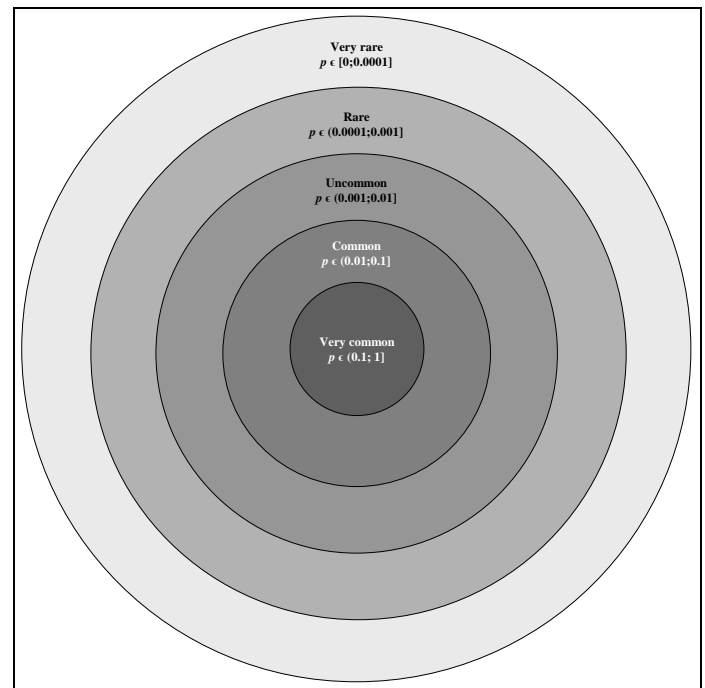 Very rare
p ϵ [0;0.0001]
Rare
p ϵ (0.0001;0.001]
Uncommon
p ϵ (0.001;0.01]
Common
p ϵ (0.01;0.1]
Very common
p ϵ (0.1; 1]